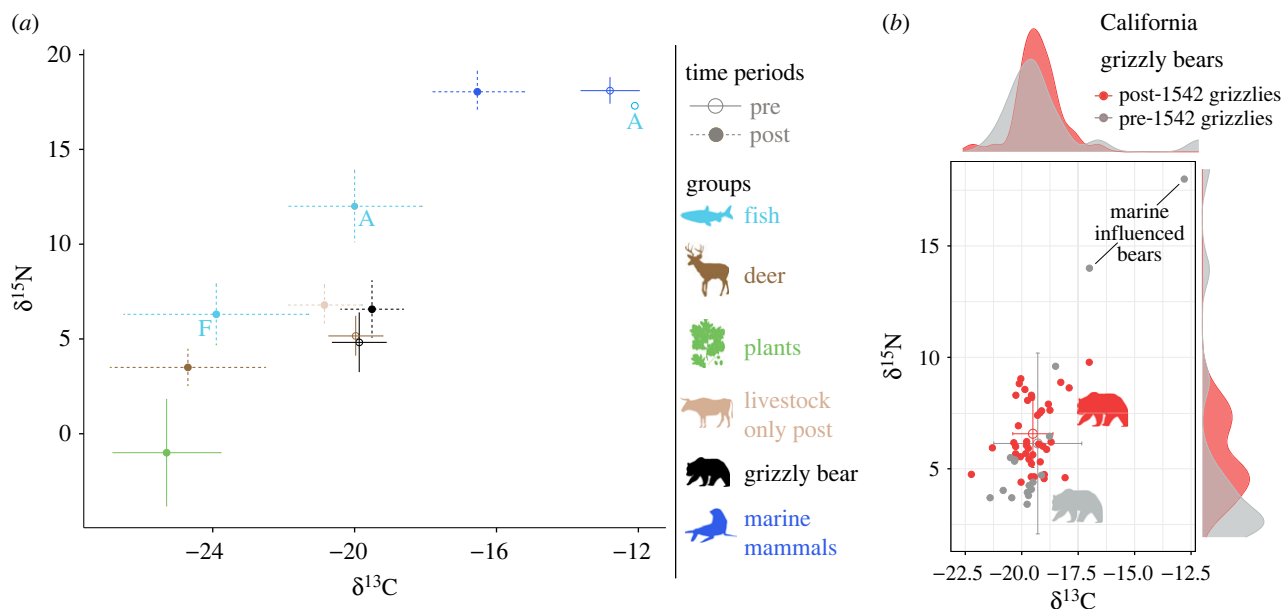 (a)
20
15
10
5
0
δ15N
−24
−20
−16
−12
δ13C
A
A
F
time periods
pre
post
groups
fish
deer
plants
livestock
only post
grizzly bear
marine
mammals
(b)
California
grizzly bears
post-1542 grizzlies
pre-1542 grizzlies
marine
influenced
bears
15
10
5
δ15N
−22.5
−20.0
−17.5
−15.0
−12.5
δ13C